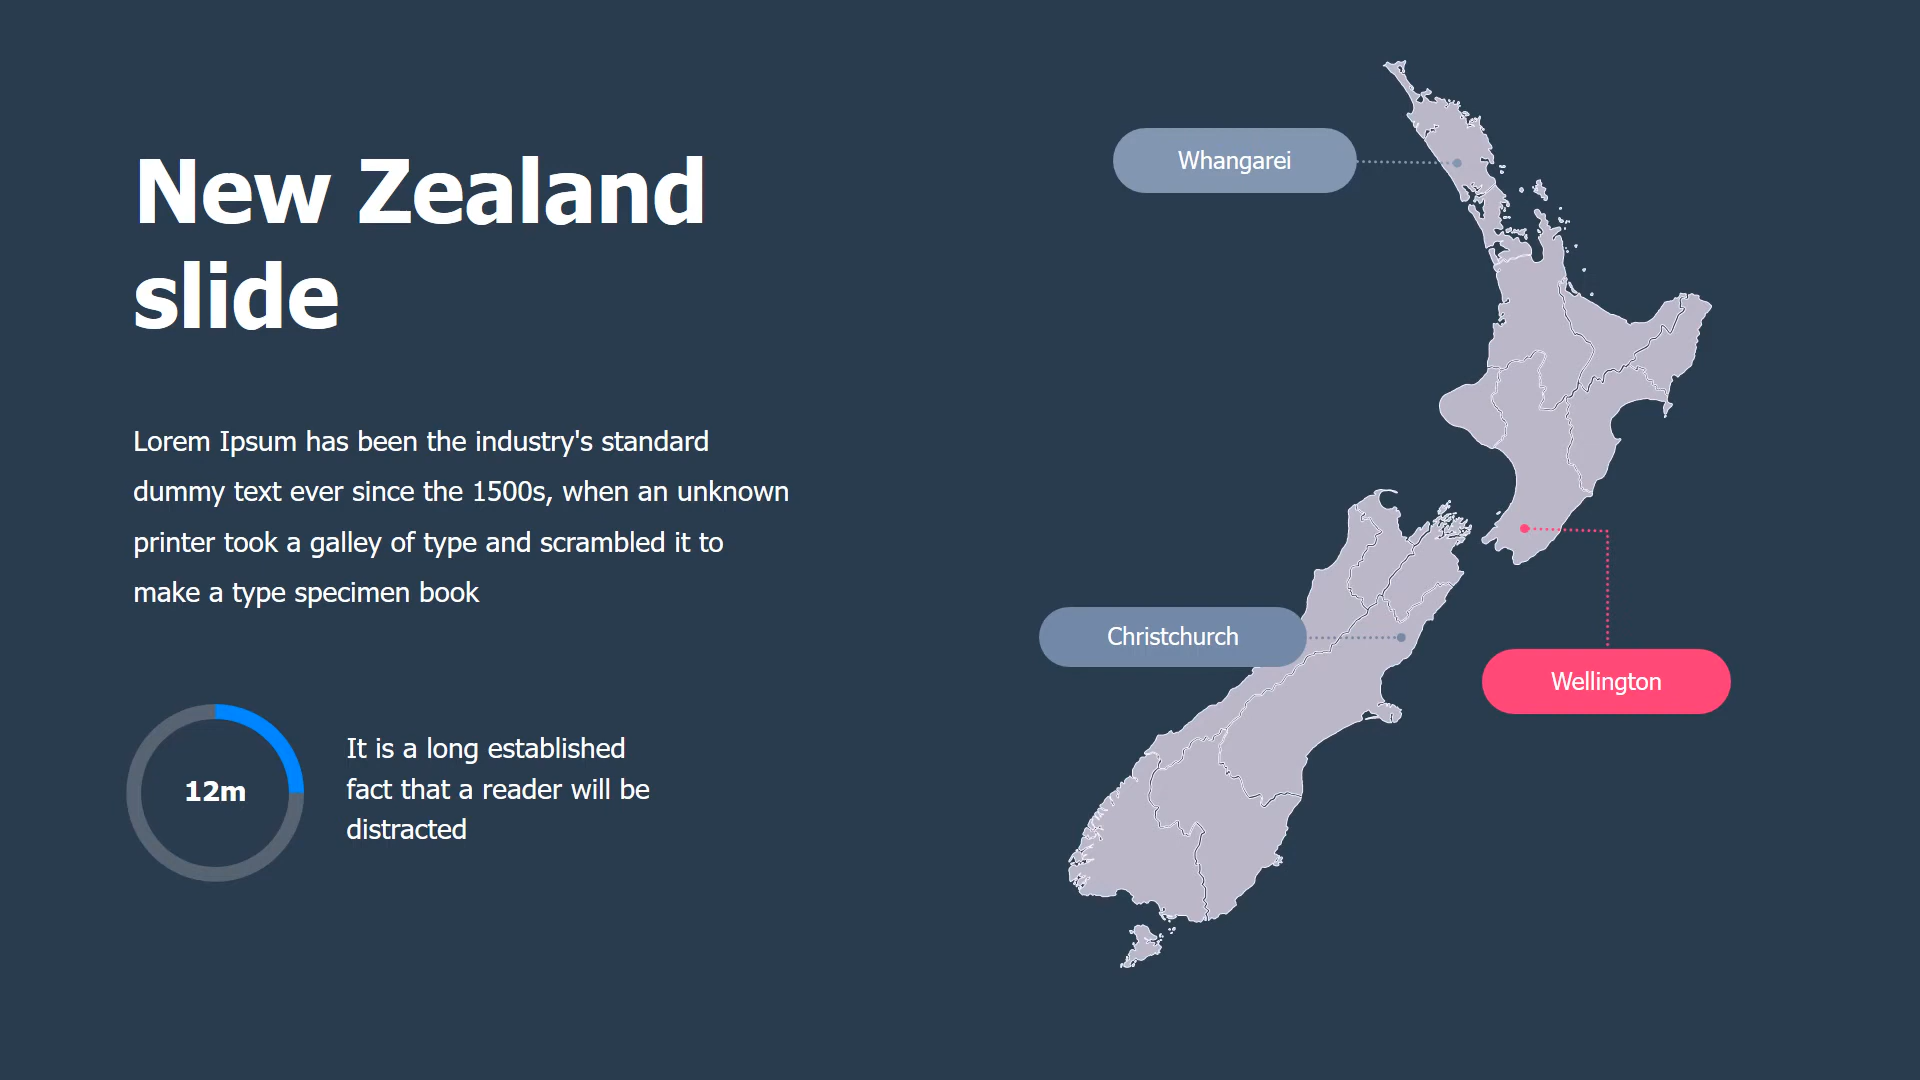 New Zealand
slide
Lorem Ipsum has been the industry's standard
dummy text ever since the 1500s, when an unknown
printer took a galley of type and scrambled it to
make a type specimen book
12m
It is a long established
fact that a reader will be
distracted
Whangarei
Christchurch
Wellington